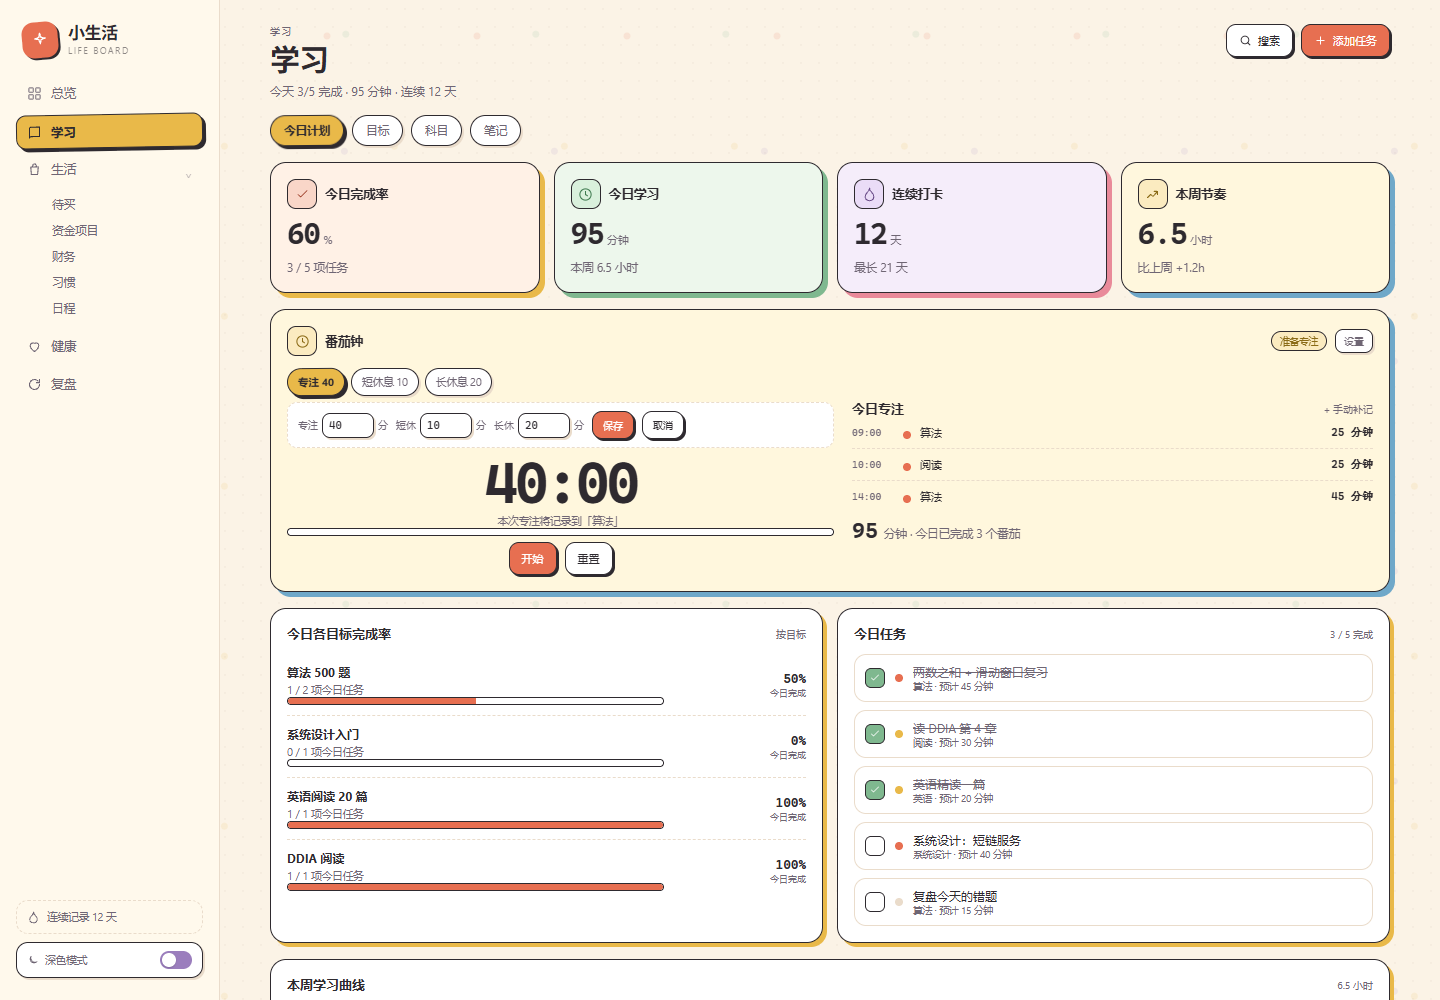 小生活
LIFE BOARD
总览
学习
生活
待买
资金项目
财务
习惯
日程
健康
复盘
连续记录 12 天
深色模式
学习
学习
今天 3/5 完成 · 95 分钟 · 连续 12 天
搜索
+ 添加任务
今日计划
目标
科目
笔记
今日完成率
60 %
3 / 5 项任务
今日学习
95 分钟
本周 6.5 小时
连续打卡
12 天
最长 21 天
本周节奏
6.5 小时
比上周 +1.2h
番茄钟
准备专注
设置
专注 40
短休息 10
长休息 20
专注 40 分 短休 10 分 长休 20 分 保存 取消
40:00
本次专注将记录到「算法」
开始
重置
今日专注
+ 手动补记
09:00 算法 25 分钟
10:00 阅读 25 分钟
14:00 算法 45 分钟
95 分钟 · 今日已完成 3 个番茄
今日各目标完成率
按目标
算法 500 题
1 / 2 项今日任务
50%
今日完成
系统设计入门
0 / 1 项今日任务
0%
今日完成
英语阅读 20 篇
1 / 1 项今日任务
100%
今日完成
DDIA 阅读
1 / 1 项今日任务
100%
今日完成
今日任务
3 / 5 完成
两数之和 + 滑动窗口复习
算法 · 预计 45 分钟
读 DDIA 第 4 章
阅读 · 预计 30 分钟
英语精读一篇
英语 · 预计 20 分钟
系统设计：短链服务
系统设计 · 预计 40 分钟
复盘今天的错题
算法 · 预计 15 分钟
本周学习曲线
6.5 小时